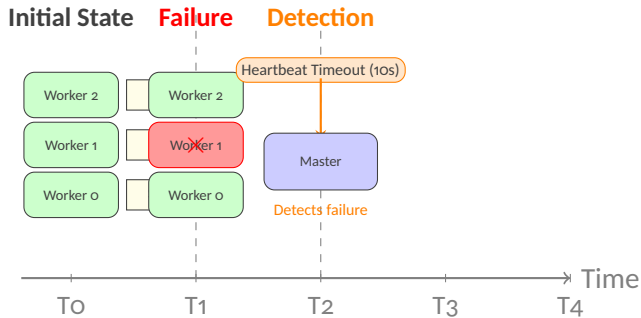 Initial State Failure Detection
Heartbeat Timeout (10s)
Worker 2 Worker 2
Worker 1 Worker 1 Master
Worker 0 Worker 0
Detects failure
Time
T0 T1 T2 T3 T4